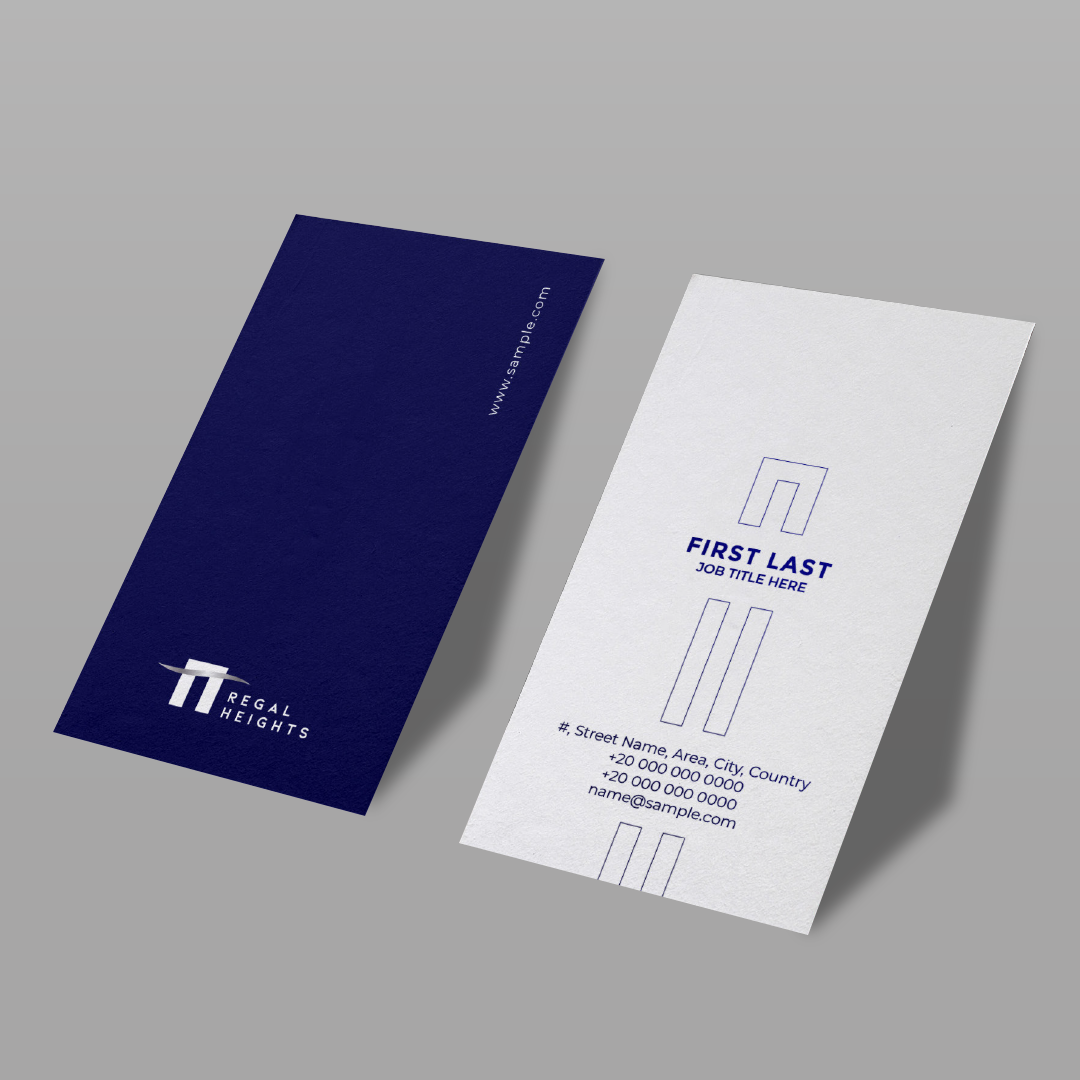 www.sample.com
REGAL
HEIGHTS
FIRST LAST
JOB TITLE HERE
#, Street Name, Area, City, Country
+20 000 000 0000
+20 000 000 0000
name@sample.com